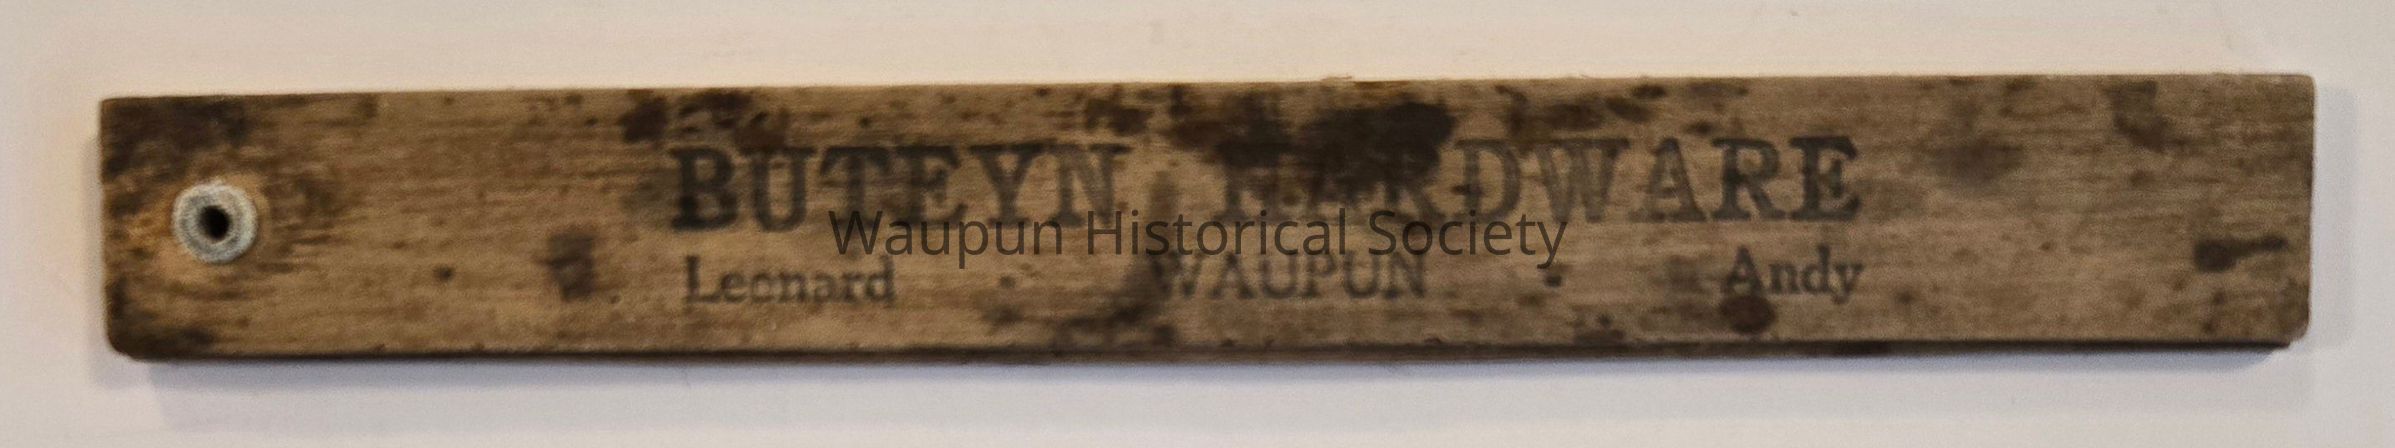 BUTEYN HARDWARE
Waupun Historical Society
Leonard · WAUPUN · Andy